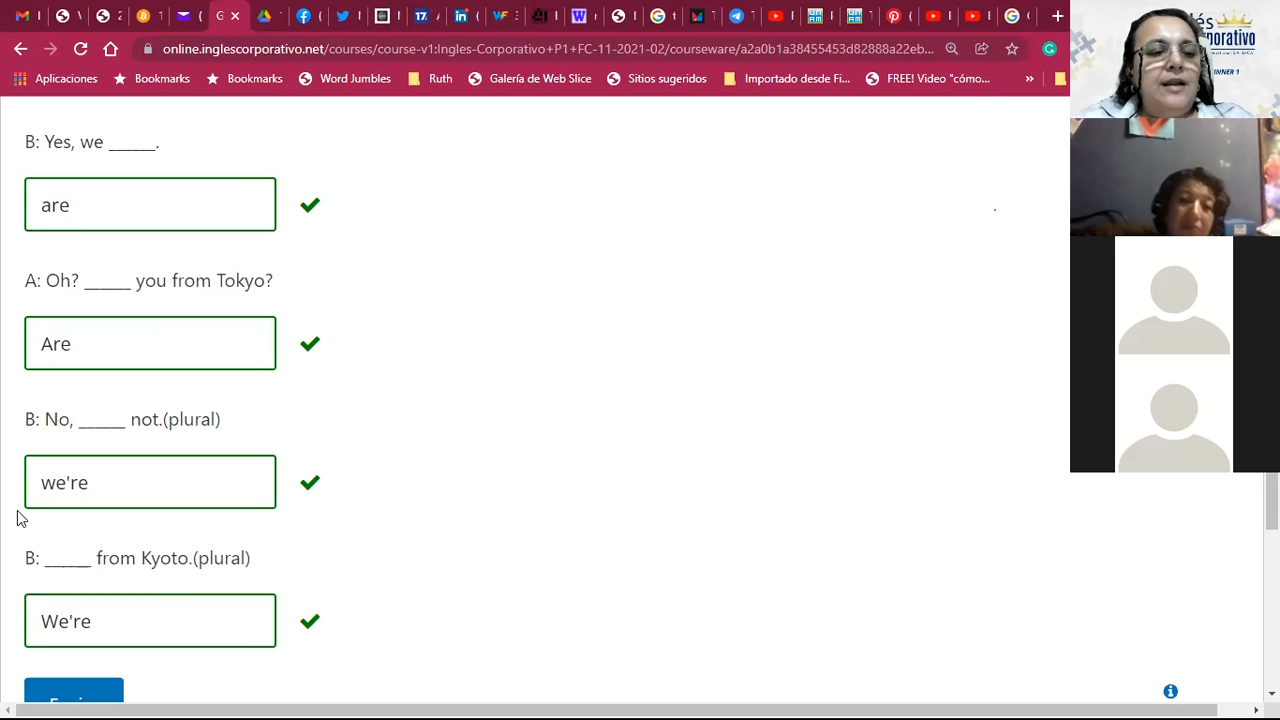 online.inglescorporativo.net/courses/course-v1:Ingles-Corporativo+P1+FC-11-2021-02/courseware/a2a0b1a38455453d82888a22eb...
Aplicaciones
Bookmarks
Bookmarks
Word Jumbles
Ruth
Galería de Web Slice
Sitios sugeridos
Importado desde Fi...
FREE! Video "cómo...
»
INNER 1
B: Yes, we ______.
are
A: Oh? ______ you from Tokyo?
Are
B: No, ______ not.(plural)
we're
B: ______ from Kyoto.(plural)
We're